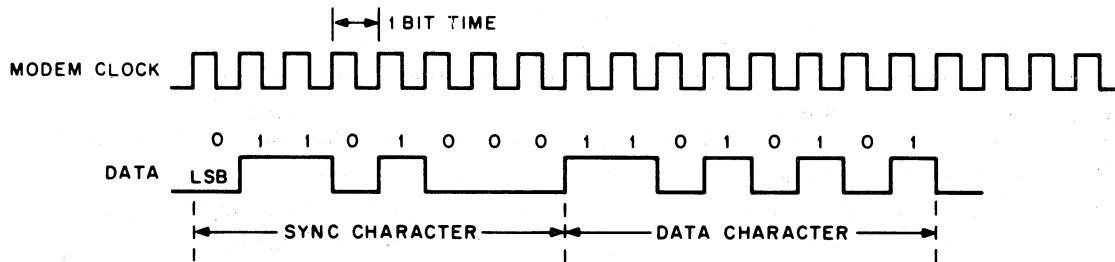 1 BIT TIME
MODEM CLOCK
0 1 1 0 1 0 0 0 1 1 0 1 0 1 0 1
DATA LSB
SYNC CHARACTER DATA CHARACTER